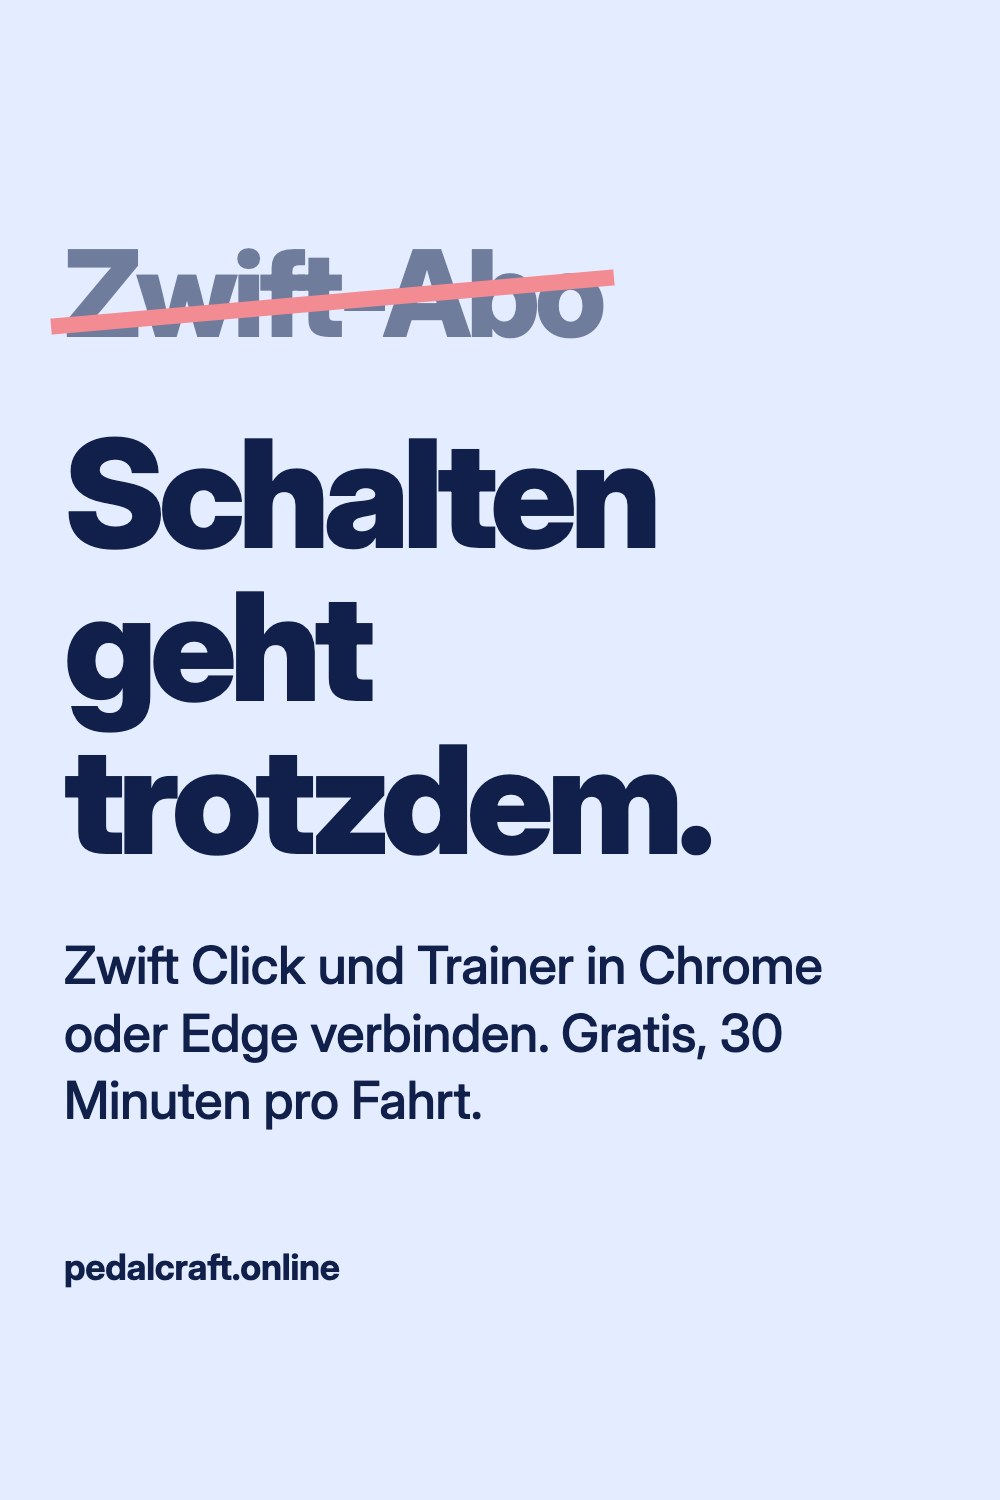 Zwift-Abo
Schalten
geht
trotzdem.
Zwift Click und Trainer in Chrome
oder Edge verbinden. Gratis, 30
Minuten pro Fahrt.
pedalcraft.online